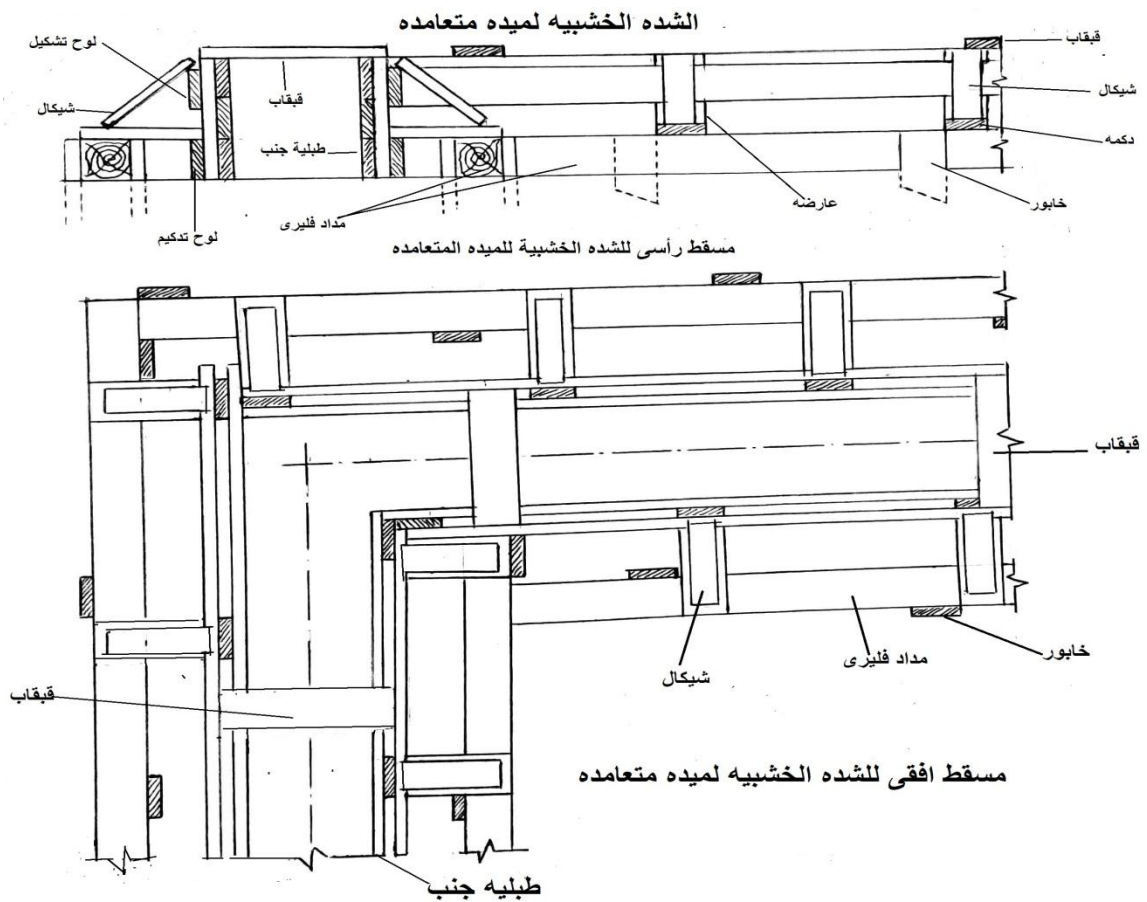 الشده الخشبيه لميده متعامده
قبقاب
لوح تشكيل
شيكال
قبقاب
شيكال
طبلية جنب
دكمه
خابور
عارضه
مداد فليرى
لوح تدكيم
مسقط رأسى للشده الخشبية للميده المتعامده
قبقاب
خابور
مداد فليرى
شيكال
قبقاب
مسقط افقى للشده الخشبيه لميده متعامده
طبليه جنب